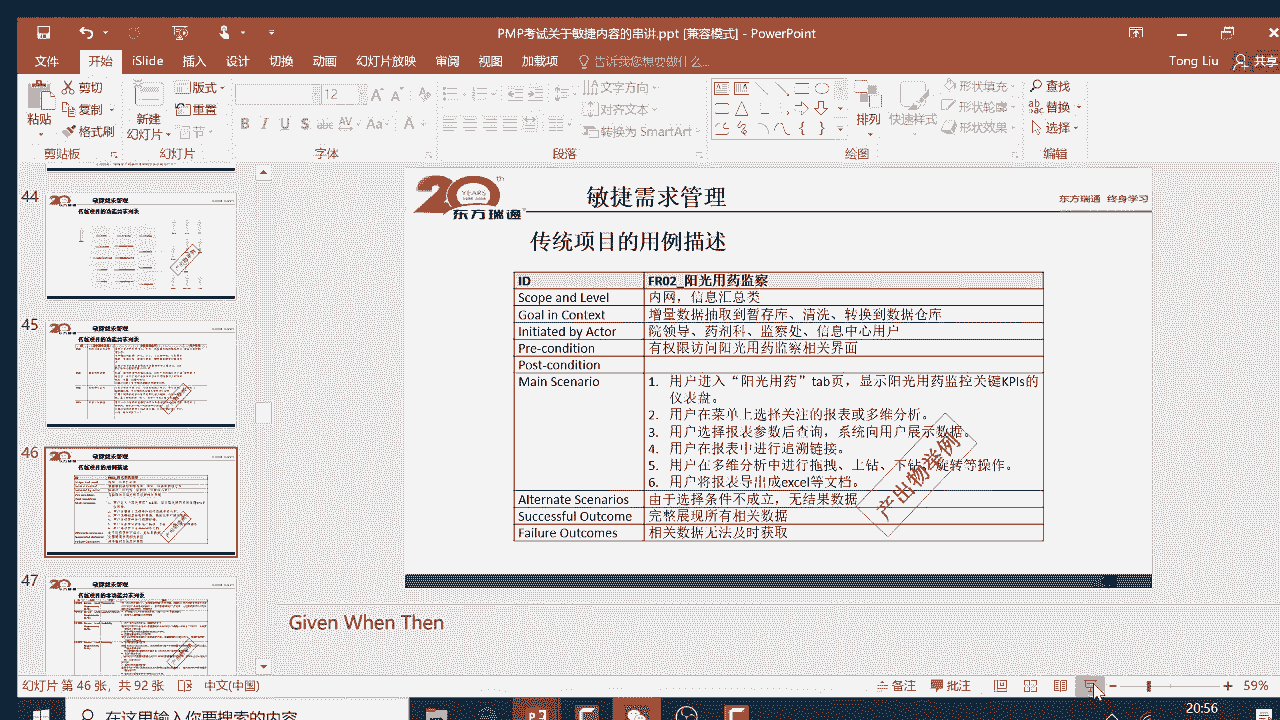 PMP考试关于敏捷内容的串讲.ppt [兼容模式] - PowerPoint
文件 开始 iSlide 插入 设计 切换 动画 幻灯片放映 审阅 视图 加载项 告诉我您想要做什么... Tong Liu 共享
粘贴 剪切 复制 格式刷 新建 幻灯片 版式 重置 节 12 文字方向 对齐文本 转换为 SmartArt 排列 快速样式 形状填充 形状轮廓 形状效果 查找 替换 选择
剪贴板 幻灯片 字体 段落 绘图 编辑
44
45
46
47
20th YEARS
东方瑞通
敏捷需求管理
东方瑞通 终身学习
传统项目的用例描述
ID FR02_阳光用药监察
Scope and Level 内网，信息汇总类
Goal in Context 增量数据抽取到暂存库、清洗、转换到数据仓库
Initiated by Actor 院领导、药剂科、监察处、信息中心用户
Pre-condition 有权限访问阳光用药监察相关界面
Post-condition
Main Scenario 1. 用户进入“阳光用药”主页，显示阳光用药监控关键KPIs的
仪表盘。
2. 用户在菜单上选择关注的报表或多维分析。
3. 用户选择报表参数后查询，系统向用户展示数据。
4. 用户在报表中进行追溯链接。
5. 用户在多维分析中进行拖拽、上钻、下钻、旋转等操作。
6. 用户将报表导出成excel等文档。
Alternate Scenarios 由于选择条件不成立，无结果数据
Successful Outcome 完整展现所有相关数据
Failure Outcomes 相关数据无法及时获取
产出物举例
Given When Then
幻灯片 第 46 张，共 92 张 中文(中国) 备注 批注 59%
在这里输入你要搜索的内容 20:56